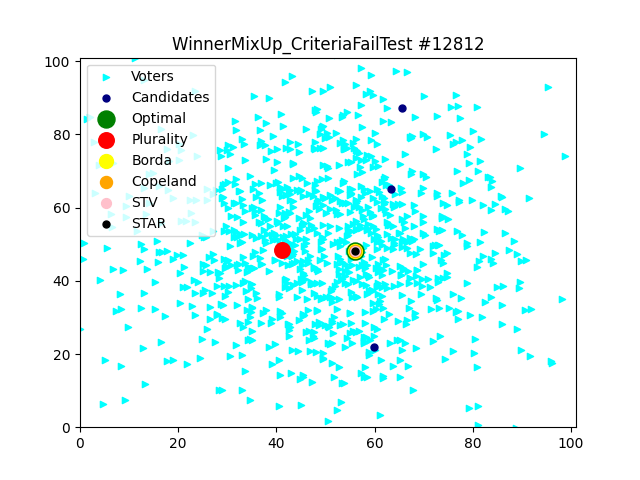 WinnerMixUp_CriteriaFailTest #12812
Voters
Candidates
Optimal
Plurality
Borda
Copeland
STV
STAR
100
80
60
40
20
0
0 20 40 60 80 100